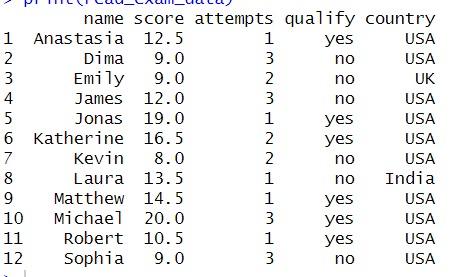 > print(read_exam_data)
name score attempts qualify country
1 Anastasia 12.5 1 yes USA
2 Dima 9.0 3 no USA
3 Emily 9.0 2 no UK
4 James 12.0 3 no USA
5 Jonas 19.0 1 yes USA
6 Katherine 16.5 2 yes USA
7 Kevin 8.0 2 no USA
8 Laura 13.5 1 no India
9 Matthew 14.5 1 yes USA
10 Michael 20.0 3 yes USA
11 Robert 10.5 1 yes USA
12 Sophia 9.0 3 no USA
>